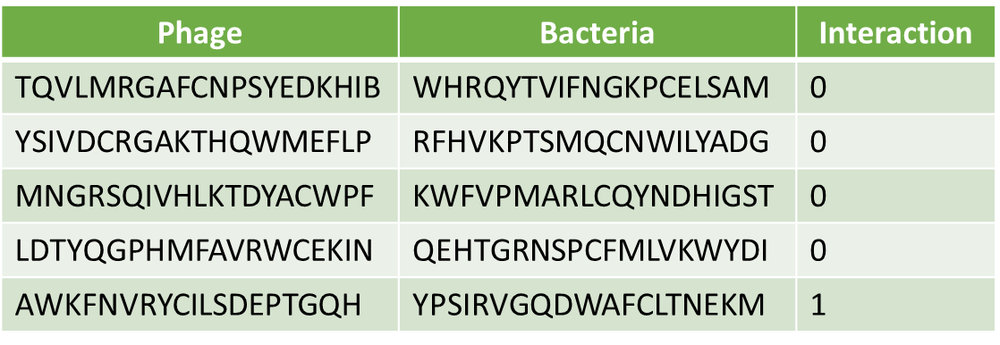 Phage Bacteria Interaction
TQVLMRGAFCNPSYEDKHIB WHRQYTVIFNGKPCELSAM 0
YSIVDCRGAKTHQWMEFLP RFHVKPTSMQCNWILYADG 0
MNGRSQIVHLKTDYACWPF KWFVPMARLCQYNDHIGST 0
LDTYQGPHMFAVRWCEKIN QEHTGRNSPCFMLVKWYDI 0
AWKFNVRYCILSDEPTGQH YPSIRVGQDWAFCLTNEKM 1